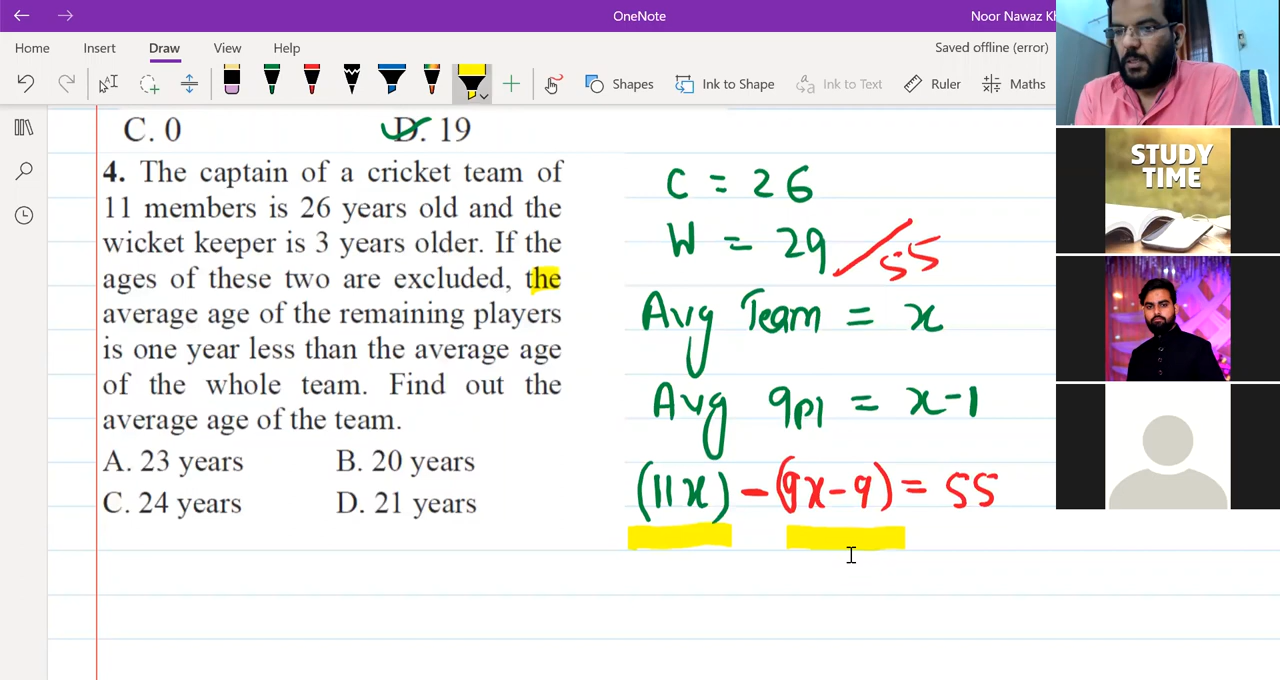 OneNote
Noor Nawaz Kh
Home Insert Draw View Help
Saved offline (error)
Shapes Ink to Shape Ink to Text Ruler Maths
STUDY
TIME
C. 0 D. 19
4. The captain of a cricket team of
11 members is 26 years old and the
wicket keeper is 3 years older. If the
ages of these two are excluded, the
average age of the remaining players
is one year less than the average age
of the whole team. Find out the
average age of the team.
A. 23 years B. 20 years
C. 24 years D. 21 years
C = 26
W = 29 / 55
Avg Team = x
Avg 9pl = x-1
(11x) - (9x-9) = 55